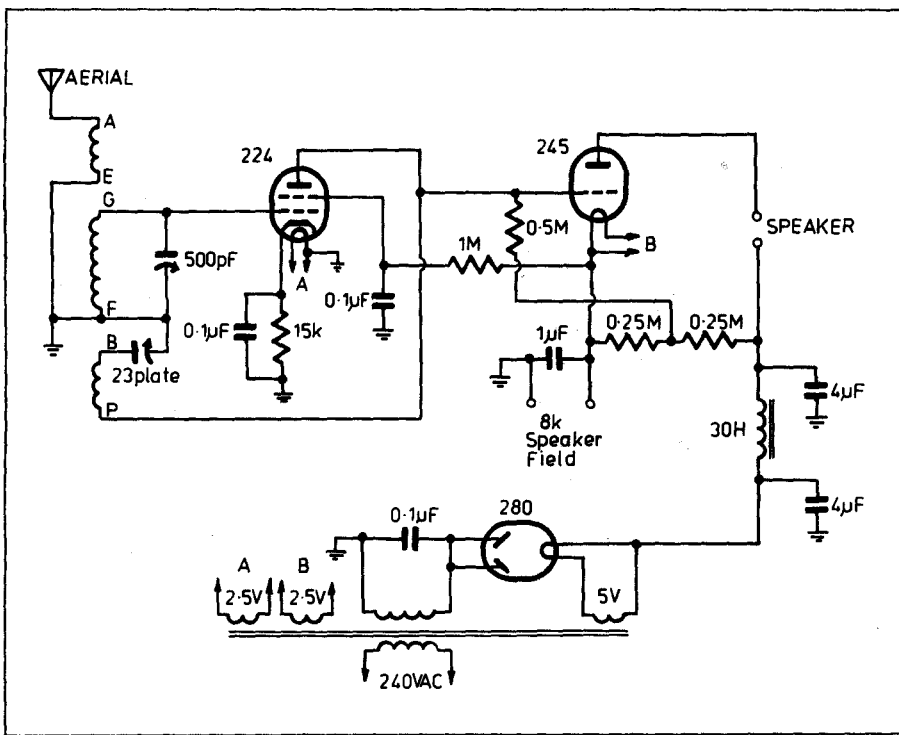 AERIAL
A
E
G
F
B
P
500pF
23plate
224
A
0·1µF
15k
0·1µF
1M
245
B
0·5M
SPEAKER
0·25M
0·25M
1µF
8k
Speaker
Field
4µF
30H
4µF
280
0·1µF
A
B
2·5V
2·5V
5V
240VAC